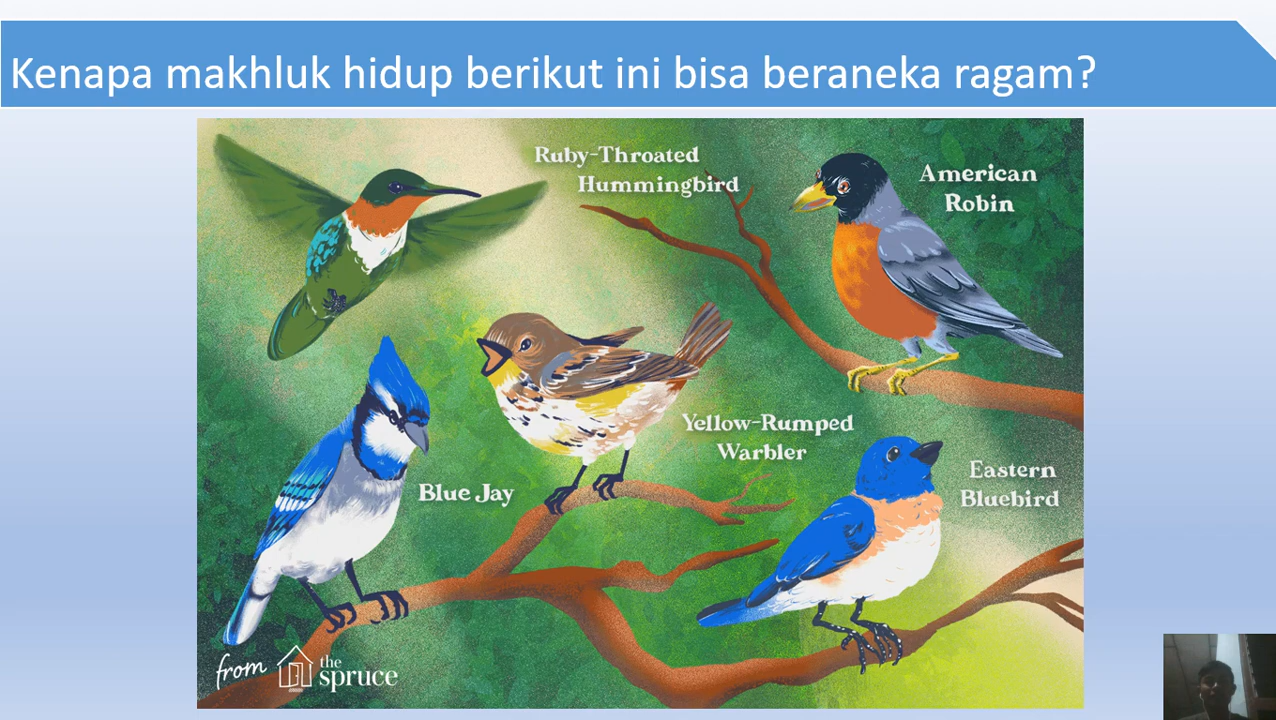 Kenapa makhluk hidup berikut ini bisa beraneka ragam?
Ruby-Throated
Hummingbird
American
Robin
Yellow-Rumped
Warbler
Blue Jay
Eastern
Bluebird
from
the
spruce